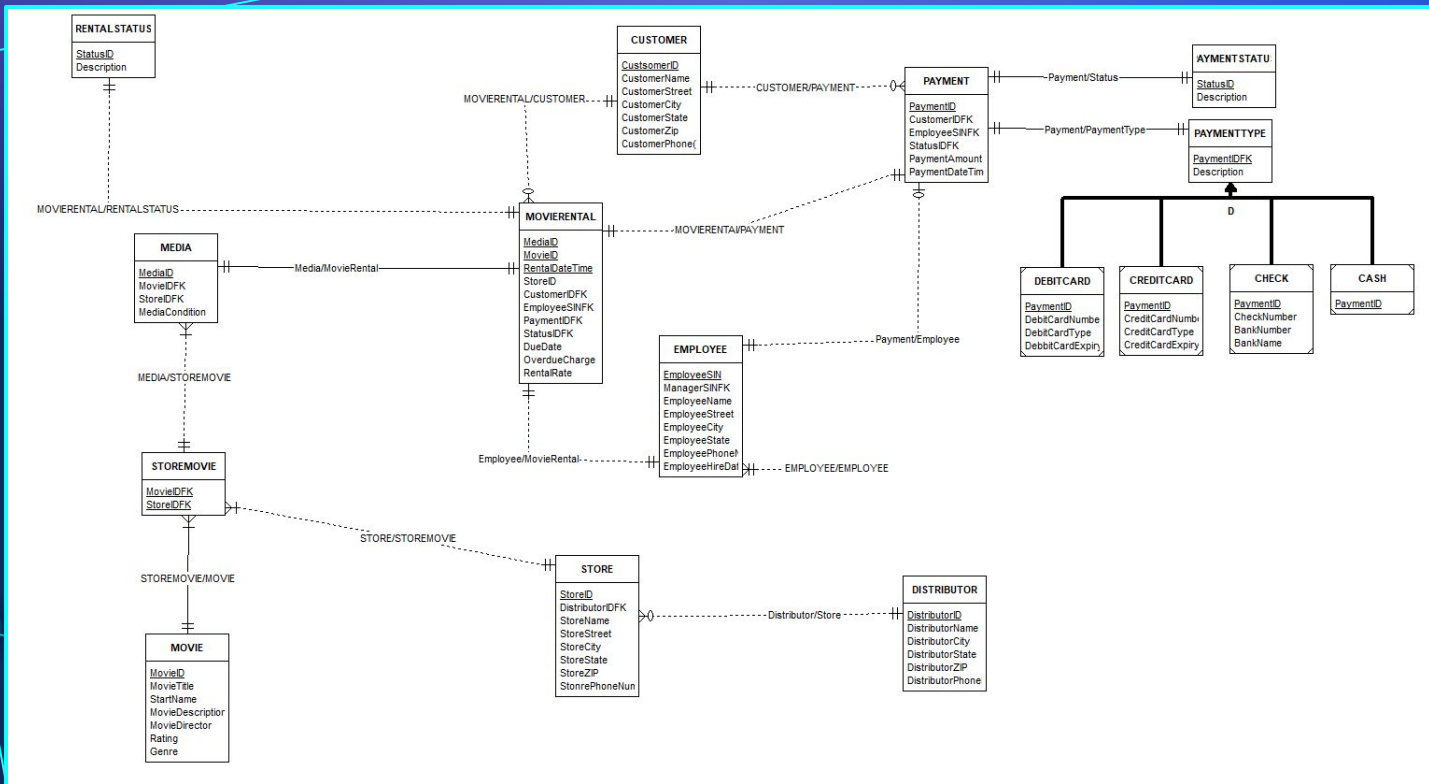 RENTALSTATUS
StatusID
Description
CUSTOMER
CustsomerID
CustomerName
CustomerStreet
CustomerCity
CustomerState
CustomerZip
CustomerPhone(
PAYMENT
PaymentID
CustomerIDFK
EmployeeSINFK
StatusIDFK
PaymentAmount
PaymentDateTim
AYMENTSTATU
StatusID
Description
PAYMENTTYPE
PaymentIDFK
Description
Payment/Status
Payment/PaymentType
CUSTOMER/PAYMENT
MOVIERENTAL/CUSTOMER
MOVIERENTAL/RENTALSTATUS
MOVIERENTAL/PAYMENT
D
MOVIERENTAL
MediaID
MovieID
RentalDateTime
StoreID
CustomerIDFK
EmployeeSINFK
PaymentIDFK
StatusIDFK
DueDate
OverdueCharge
RentalRate
MEDIA
MediaID
MovieIDFK
StoreIDFK
MediaCondition
Media/MovieRental
DEBITCARD
PaymentID
DebitCardNumbe
DebitCardType
DebbitCardExpiry
CREDITCARD
PaymentID
CreditCardNumb
CreditCardType
CreditCardExpiry
CHECK
PaymentID
CheckNumber
BankNumber
BankName
CASH
PaymentID
Payment/Employee
EMPLOYEE
EmployeeSIN
ManagerSINFK
EmployeeName
EmployeeStreet
EmployeeCity
EmployeeState
EmployeePhoneN
EmployeeHireDat
MEDIA/STOREMOVIE
Employee/MovieRental
EMPLOYEE/EMPLOYEE
STOREMOVIE
MovieIDFK
StoreIDFK
STORE/STOREMOVIE
STOREMOVIE/MOVIE
STORE
StoreID
DistributorIDFK
StoreName
StoreStreet
StoreCity
StoreState
StoreZIP
StonrePhoneNum
Distributor/Store
DISTRIBUTOR
DistributorID
DistributorName
DistributorCity
DistributorState
DistributorZIP
DistributorPhone
MOVIE
MovieID
MovieTitle
StartName
MovieDescription
MovieDirector
Rating
Genre